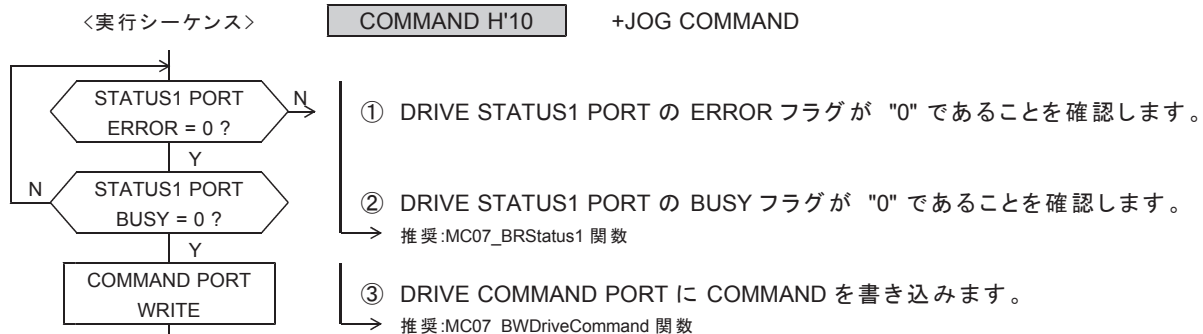 〈実行シーケンス〉 COMMAND H'10 +JOG COMMAND
STATUS1 PORT
ERROR = 0 ?
N
① DRIVE STATUS1 PORT の ERROR フラグが "0" であることを確認します。
Y
N
STATUS1 PORT
BUSY = 0 ?
② DRIVE STATUS1 PORT の BUSY フラグが "0" であることを確認します。
推奨:MC07_BRStatus1 関数
Y
COMMAND PORT
WRITE
③ DRIVE COMMAND PORT に COMMAND を書き込みます。
推奨:MC07_BWDriveCommand 関数